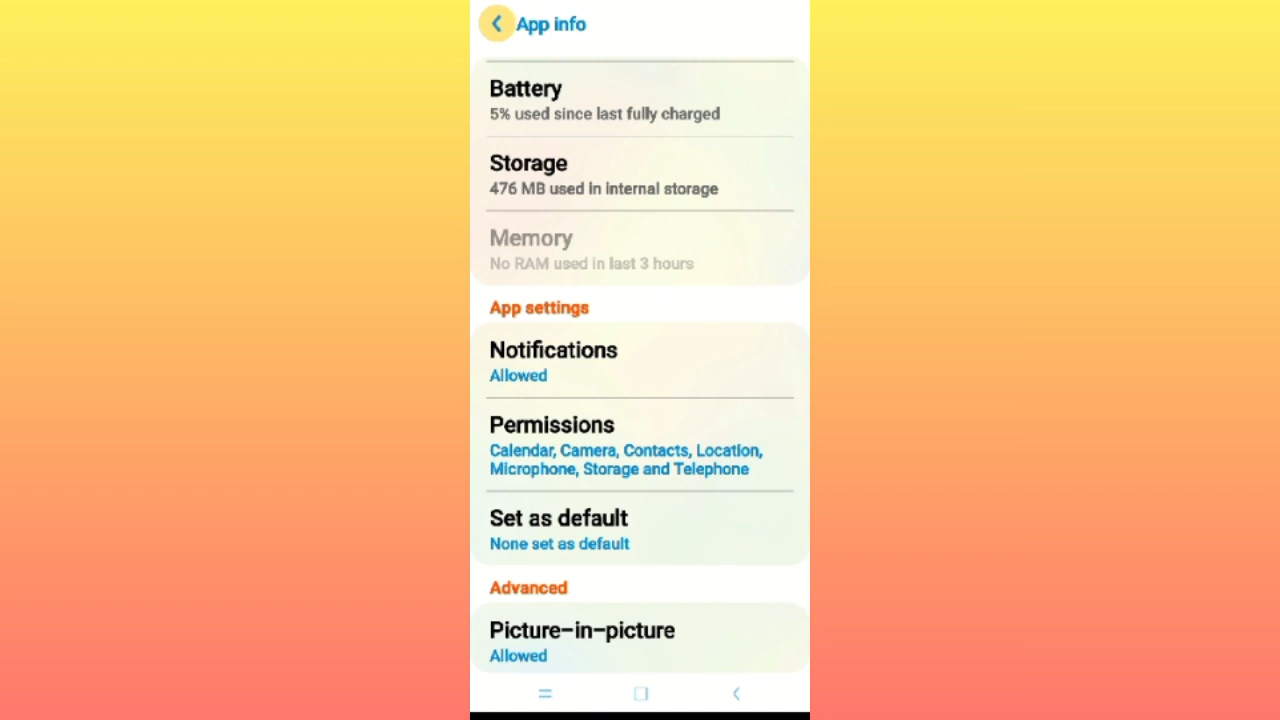 App info
Battery
5% used since last fully charged
Storage
476 MB used in internal storage
Memory
No RAM used in last 3 hours
App settings
Notifications
Allowed
Permissions
Calendar, Camera, Contacts, Location,
Microphone, Storage and Telephone
Set as default
None set as default
Advanced
Picture-in-picture
Allowed